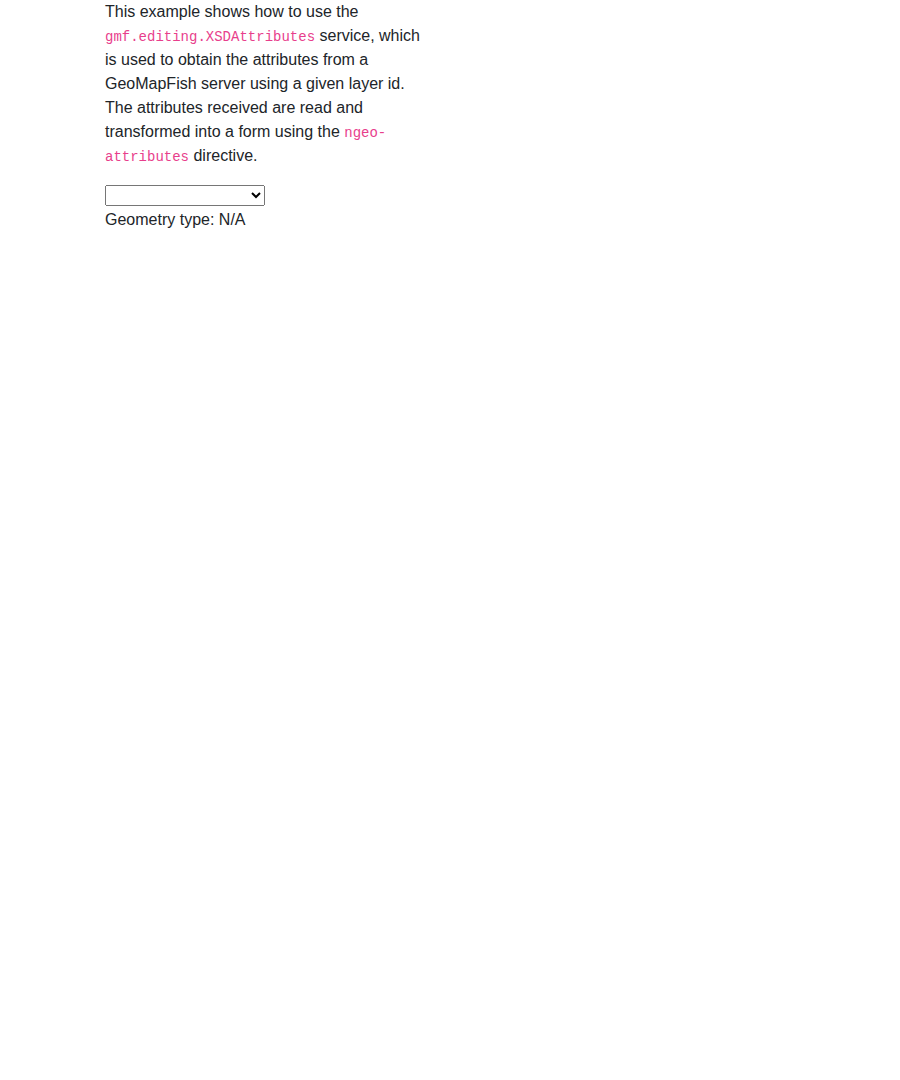 This example shows how to use the
gmf.editing.XSDAttributes service, which
is used to obtain the attributes from a
GeoMapFish server using a given layer id.
The attributes received are read and
transformed into a form using the ngeo-
attributes directive.
Geometry type: N/A